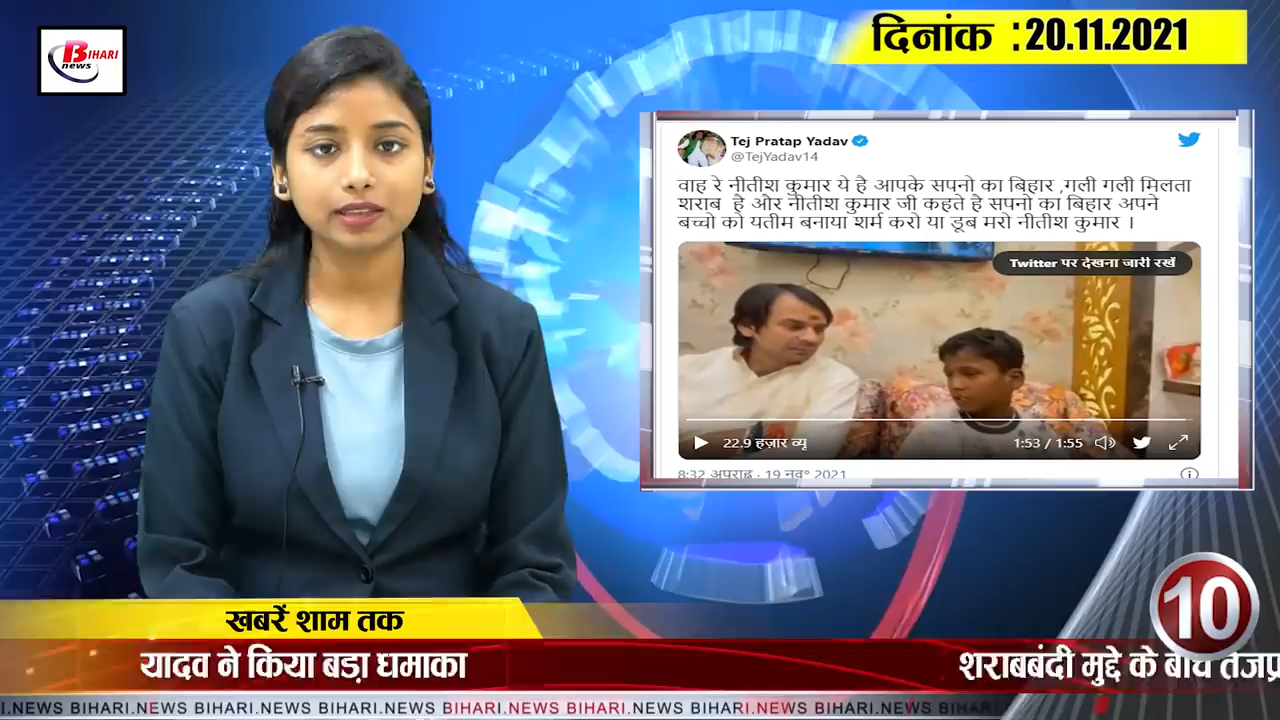 BIHARI
news
दिनांक : 20.11.2021
Tej Pratap Yadav
@TejYadav14
वाह रे नीतीश कुमार ये है आपके सपनो का बिहार ,गली गली मिलता
शराब है और नीतीश कुमार जी कहते है सपनो का बिहार अपने
बच्चो को यतीम बनाया शर्म करो या डूब मरो नीतीश कुमार ।
Twitter पर देखना जारी रखें
22.9 हज़ार व्यू
1:53 / 1:55
8:32 अपराह्न · 19 नव॰ 2021
10
खबरें शाम तक
यादव ने किया बड़ा धमाका
शराबबंदी मुद्दे के बीच तेजप्र
I.NEWS BIHARI.NEWS BIHARI.NEWS BIHARI.NEWS BIHARI.NEWS BIHARI.NEWS BIHARI.NEWS BIHARI.NEWS BIHAR